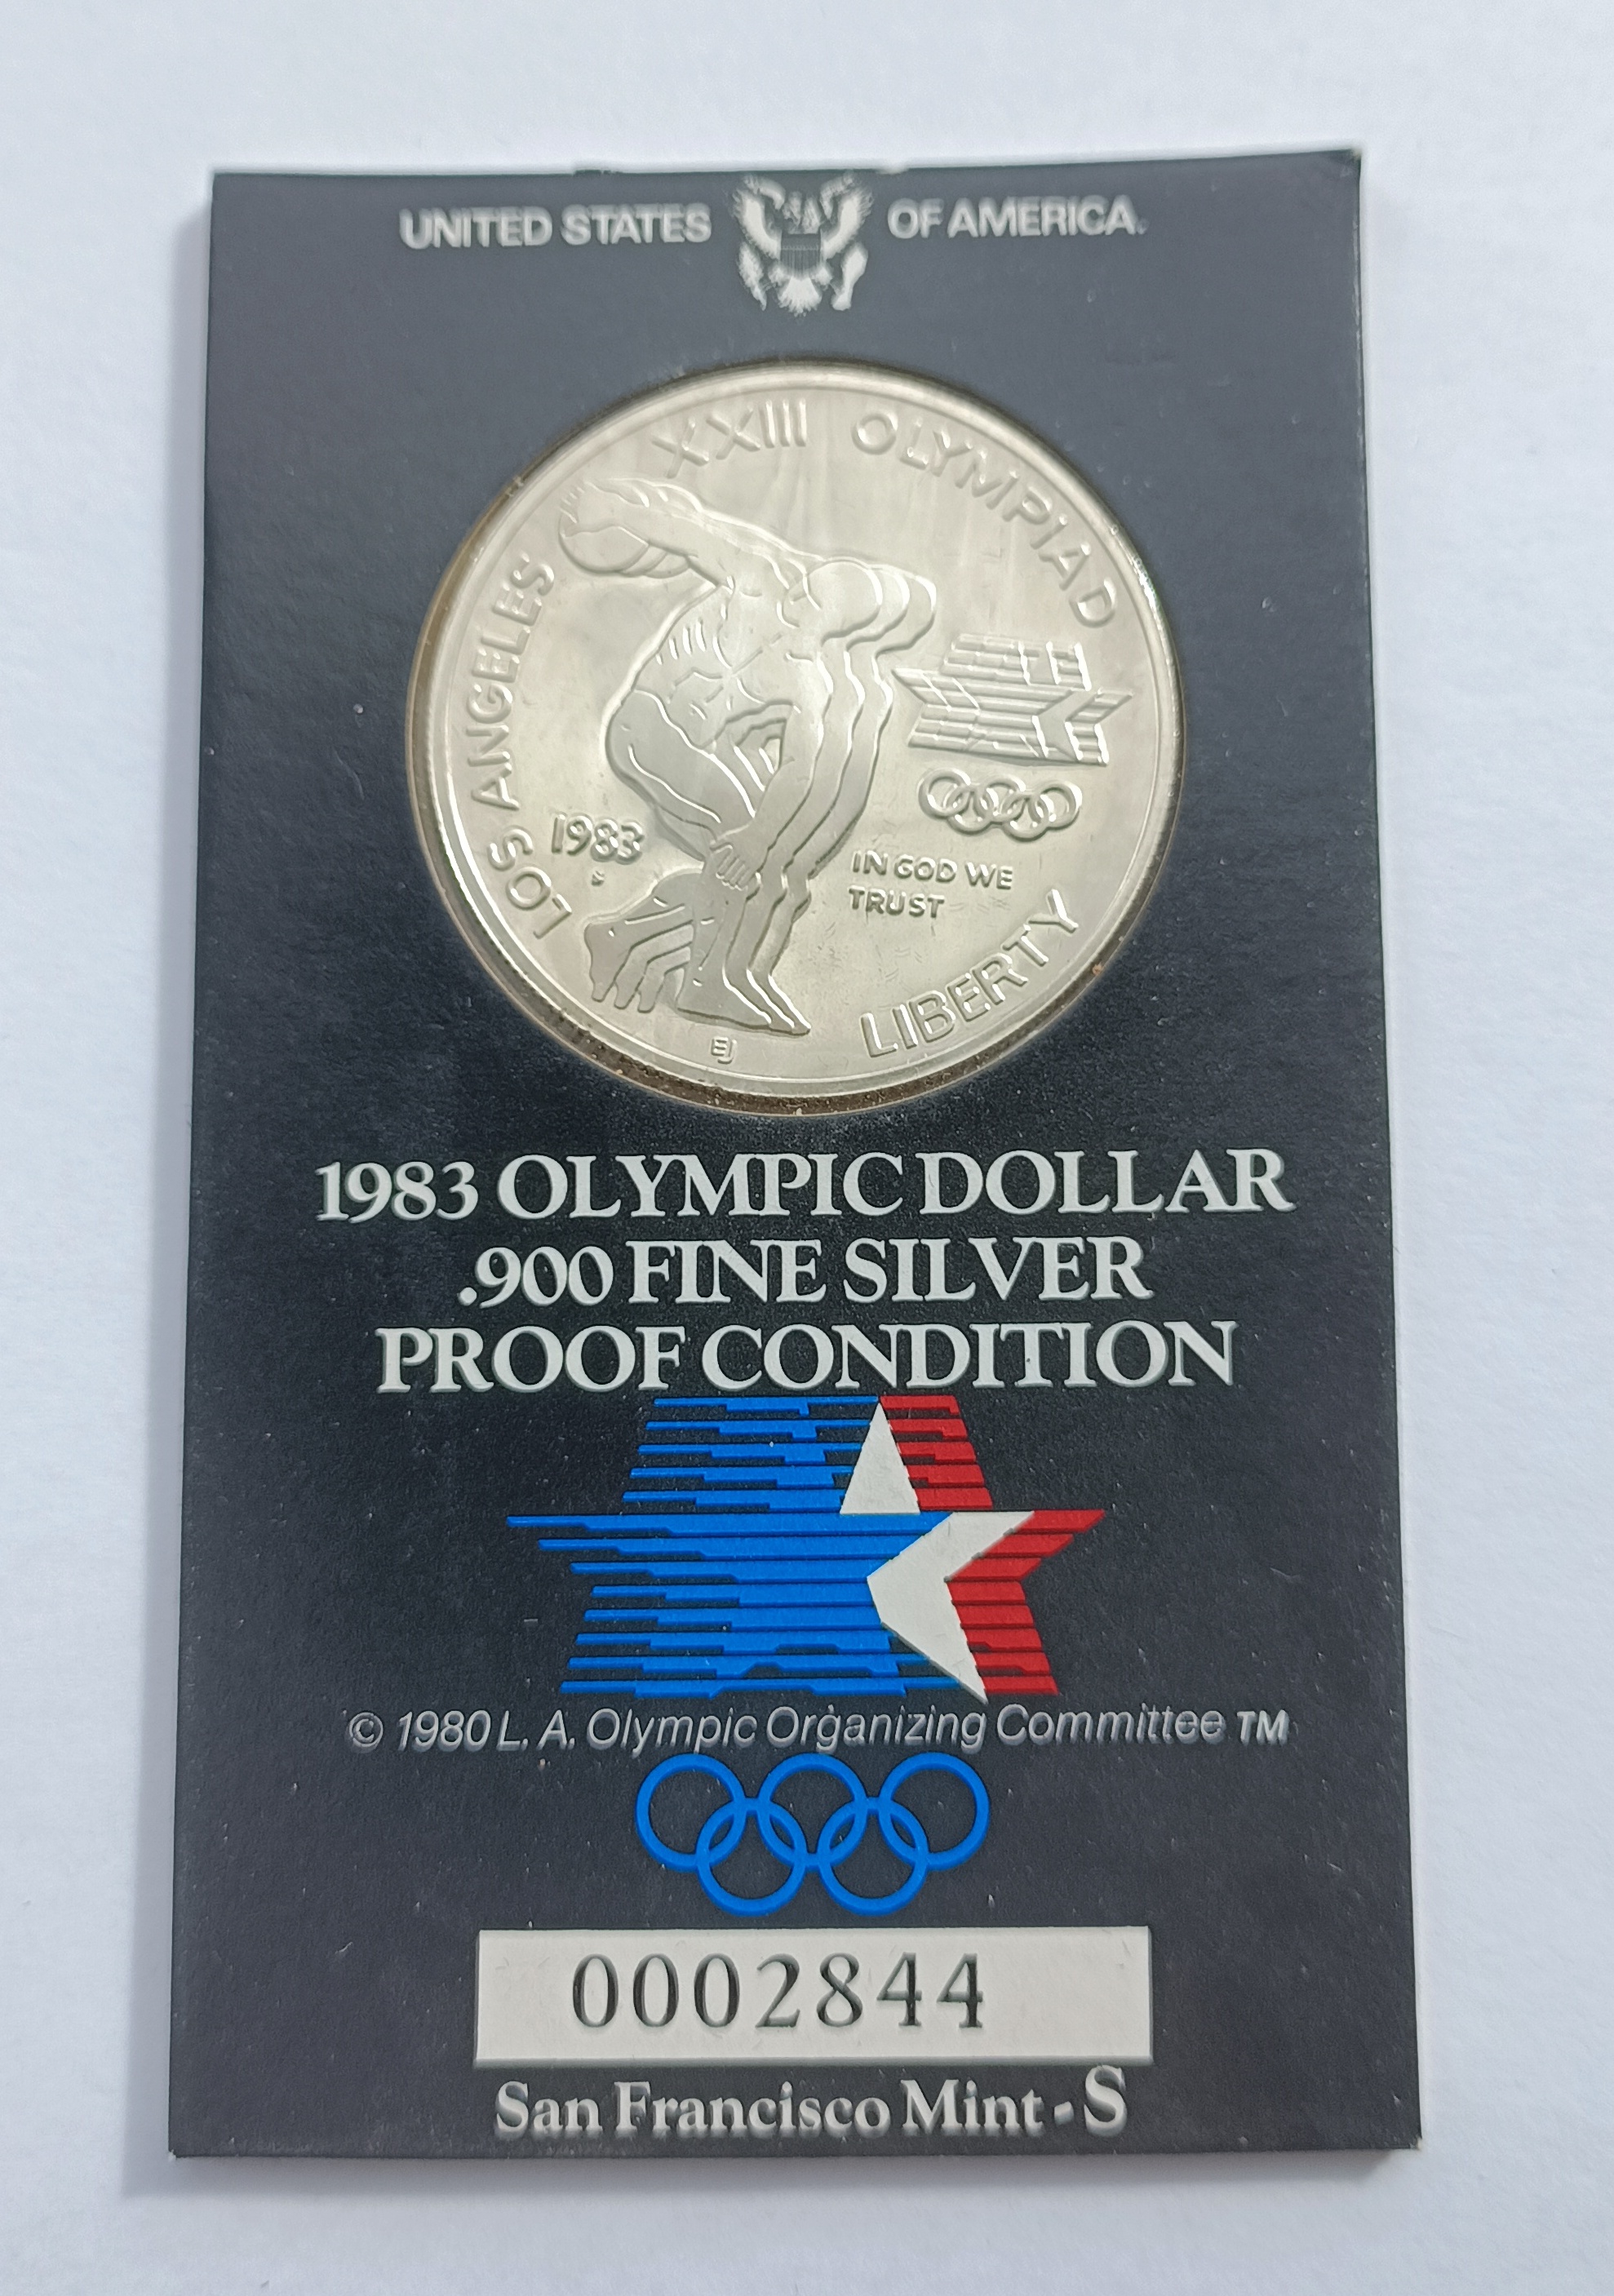 UNITED STATES OF AMERICA
LOS ANGELES XXIII OLYMPIAD
1983
S
IN GOD WE
TRUST
LIBERTY
EJ
1983 OLYMPIC DOLLAR
.900 FINE SILVER
PROOF CONDITION
© 1980 L. A. Olympic Organizing Committee TM
0002844
San Francisco Mint - S